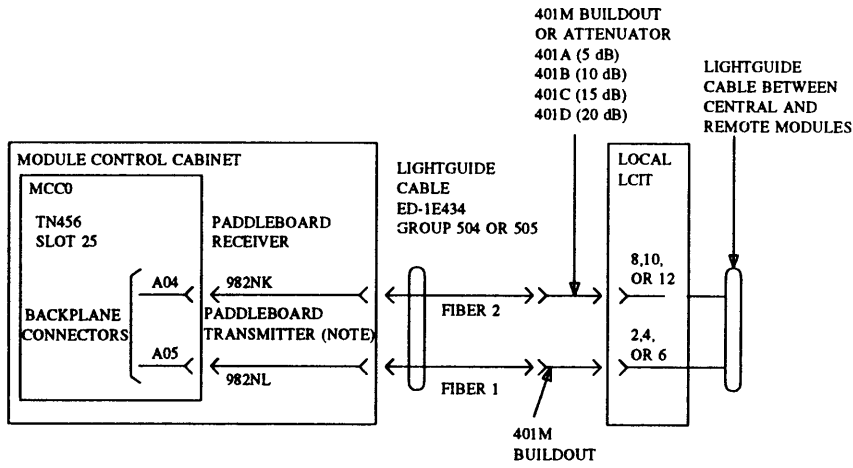 401M BUILDOUT
OR ATTENUATOR
401A (5 dB)
401B (10 dB)
401C (15 dB)
401D (20 dB)
LIGHTGUIDE
CABLE BETWEEN
CENTRAL AND
REMOTE MODULES
MODULE CONTROL CABINET
MCC0
TN456
SLOT 25
PADDLEBOARD
RECEIVER
LIGHTGUIDE
CABLE
ED-1E434
GROUP 504 OR 505
LOCAL
LCIT
A04
982NK
FIBER 2
8,10,
OR 12
BACKPLANE
CONNECTORS
PADDLEBOARD
TRANSMITTER (NOTE)
A05
982NL
FIBER 1
2,4,
OR 6
401M
BUILDOUT